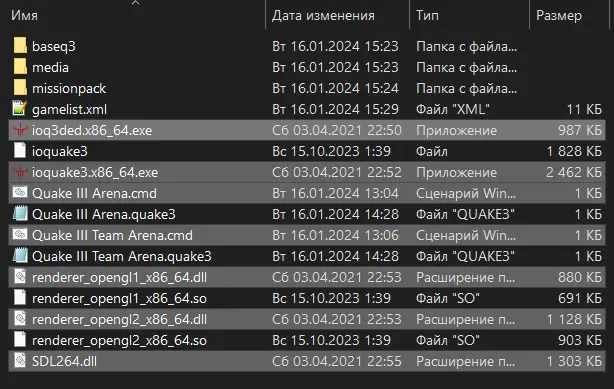 Имя Дата изменения Тип Размер
baseq3 Вт 16.01.2024 15:23 Папка с файла...
media Вт 16.01.2024 15:23 Папка с файла...
missionpack Вт 16.01.2024 15:24 Папка с файла...
gamelist.xml Вт 16.01.2024 15:29 Файл "XML" 11 КБ
ioq3ded.x86_64.exe Сб 03.04.2021 22:50 Приложение 987 КБ
ioquake3 Вс 15.10.2023 1:39 Файл 1 828 КБ
ioquake3.x86_64.exe Сб 03.04.2021 22:52 Приложение 2 462 КБ
Quake III Arena.cmd Вт 16.01.2024 13:04 Сценарий Win... 1 КБ
Quake III Arena.quake3 Вт 16.01.2024 14:28 Файл "QUAKE3" 1 КБ
Quake III Team Arena.cmd Вт 16.01.2024 13:06 Сценарий Win... 1 КБ
Quake III Team Arena.quake3 Вт 16.01.2024 14:28 Файл "QUAKE3" 1 КБ
renderer_opengl1_x86_64.dll Сб 03.04.2021 22:53 Расширение п... 880 КБ
renderer_opengl1_x86_64.so Вс 15.10.2023 1:39 Файл "SO" 691 КБ
renderer_opengl2_x86_64.dll Сб 03.04.2021 22:53 Расширение п... 1 128 КБ
renderer_opengl2_x86_64.so Вс 15.10.2023 1:39 Файл "SO" 903 КБ
SDL264.dll Сб 03.04.2021 22:55 Расширение п... 1 303 КБ